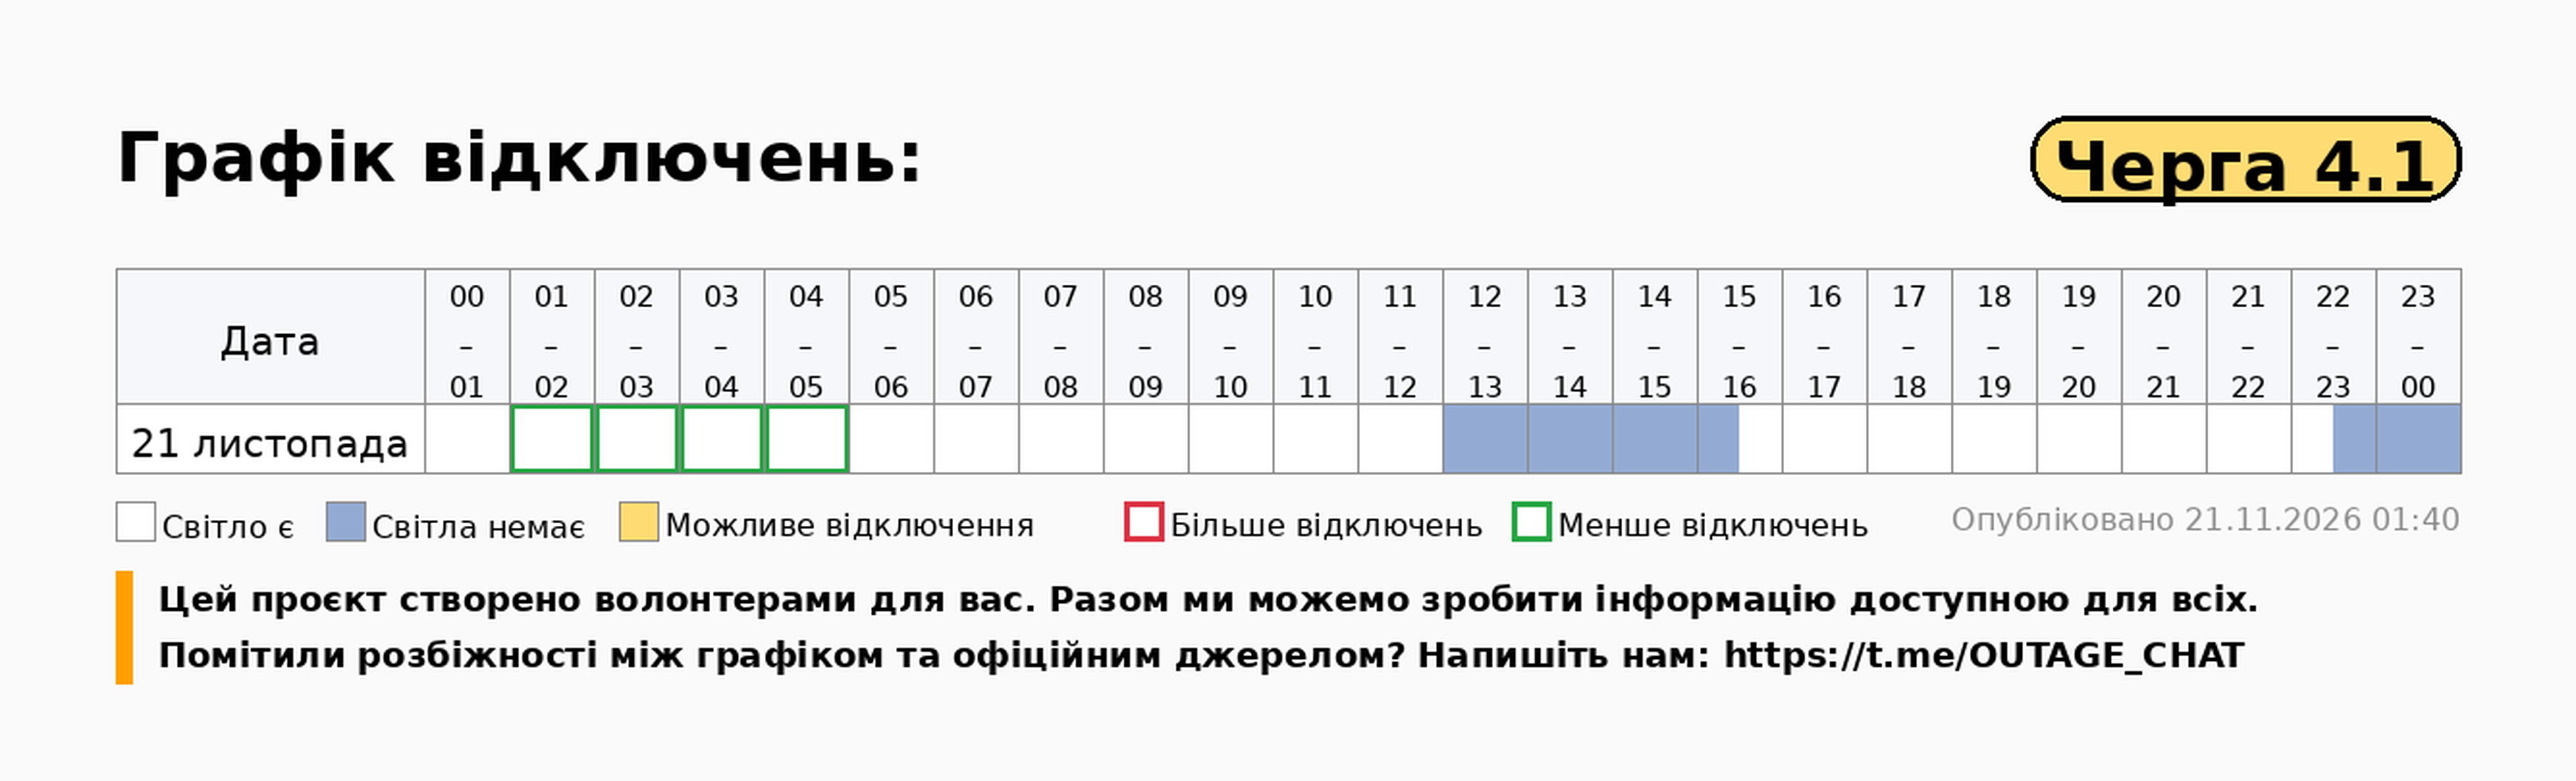 Графік відключень:
Черга 4.1
Дата 00 – 01 01 – 02 02 – 03 03 – 04 04 – 05 05 – 06 06 – 07 07 – 08 08 – 09 09 – 10 10 – 11 11 – 12 12 – 13 13 – 14 14 – 15 15 – 16 16 – 17 17 – 18 18 – 19 19 – 20 20 – 21 21 – 22 22 – 23 23 – 00
21 листопада
Світло є Світла немає Можливе відключення Більше відключень Менше відключень Опубліковано 21.11.2026 01:40
Цей проєкт створено волонтерами для вас. Разом ми можемо зробити інформацію доступною для всіх.
Помітили розбіжності між графіком та офіційним джерелом? Напишіть нам: https://t.me/OUTAGE_CHAT